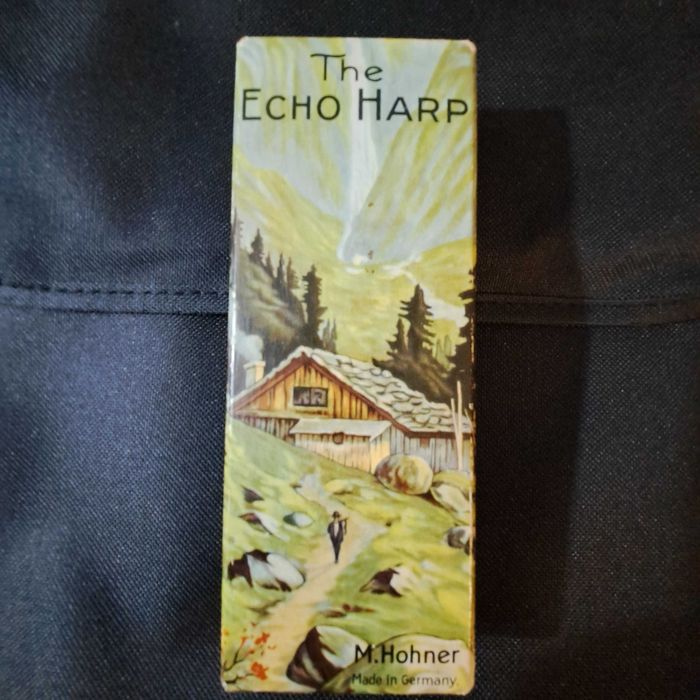 The
ECHO HARP
M.Hohner
Made in Germany.